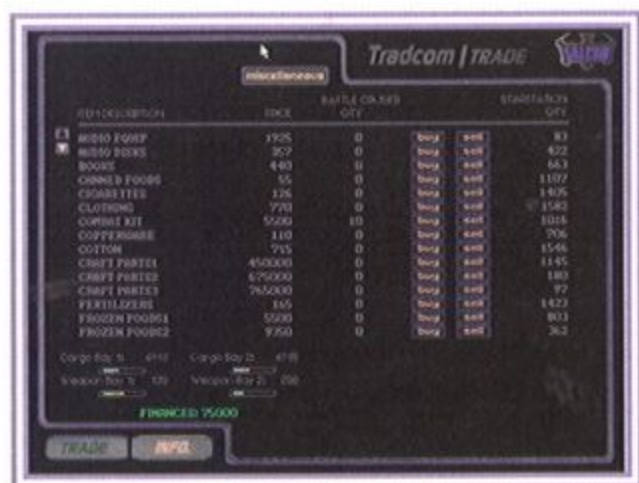 Tradcom | TRADE
miscellaneous
ITEM DESCRIPTION PRICE QTY STARSTATION QTY
AUDIO EQUIP 1925 0 buy sell 83
AUDIO DISKS 357 0 buy sell 422
BOOKS 440 0 buy sell 663
CANNED FOODS 55 0 buy sell 1107
CIGARETTES 126 0 buy sell 1405
CLOTHING 770 0 buy sell 1582
COMBAT KIT 5500 10 buy sell 1016
COPPERWARE 110 0 buy sell 706
COTTON 715 0 buy sell 1546
CRAFT PARTS1 450000 0 buy sell 1145
CRAFT PARTS2 675000 0 buy sell 180
CRAFT PARTS3 765000 0 buy sell 97
FERTILIZERS 165 0 buy sell 1423
FROZEN FOODS1 5500 0 buy sell 803
FROZEN FOODS2 9350 0 buy sell 362
Cargo Bay 1: Cargo Bay 2:
Weapon Bay 1: Weapon Bay 2:
FINANCES: 75000
TRADE INFO.